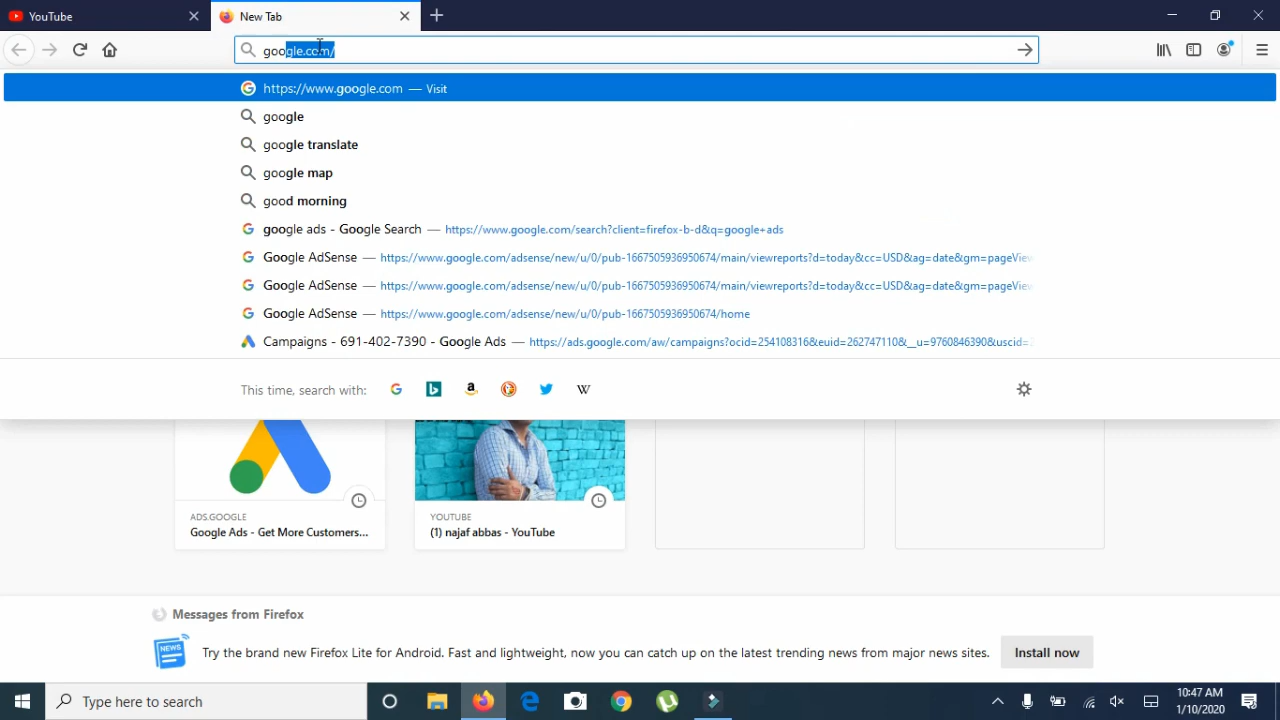 YouTube
New Tab
google.com/
https://www.google.com — Visit
google
google translate
google map
good morning
google ads - Google Search — https://www.google.com/search?client=firefox-b-d&q=google+ads
Google AdSense — https://www.google.com/adsense/new/u/0/pub-1667505936950674/main/viewreports?d=today&cc=USD&ag=date&gm=pageView
Google AdSense — https://www.google.com/adsense/new/u/0/pub-1667505936950674/main/viewreports?d=today&cc=USD&ag=date&gm=pageView
Google AdSense — https://www.google.com/adsense/new/u/0/pub-1667505936950674/home
Campaigns - 691-402-7390 - Google Ads — https://ads.google.com/aw/campaigns?ocid=254108316&euid=262747110&__u=9760846390&uscid=
This time, search with:
ADS.GOOGLE
Google Ads - Get More Customers...
YOUTUBE
(1) najaf abbas - YouTube
Messages from Firefox
NEWS
Try the brand new Firefox Lite for Android. Fast and lightweight, now you can catch up on the latest trending news from major news sites.
Install now
Type here to search
10:47 AM
1/10/2020